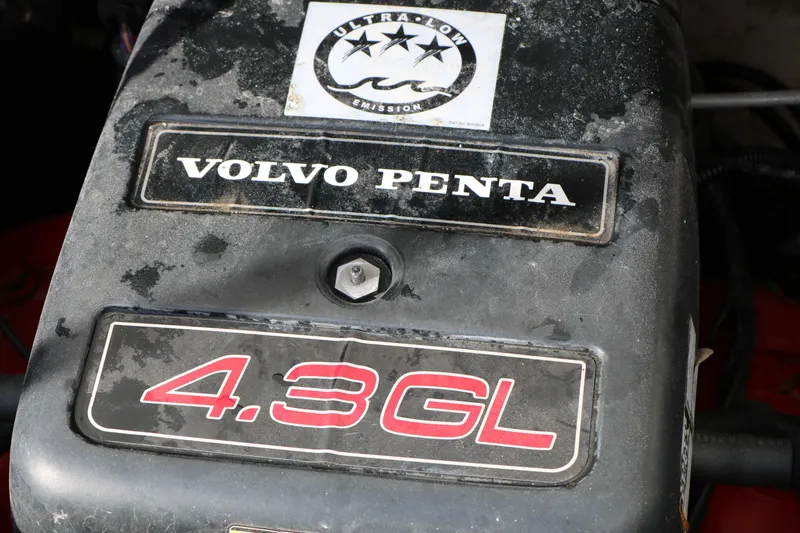 ULTRA·LOW
EMISSION
VOLVO PENTA
4.3GL